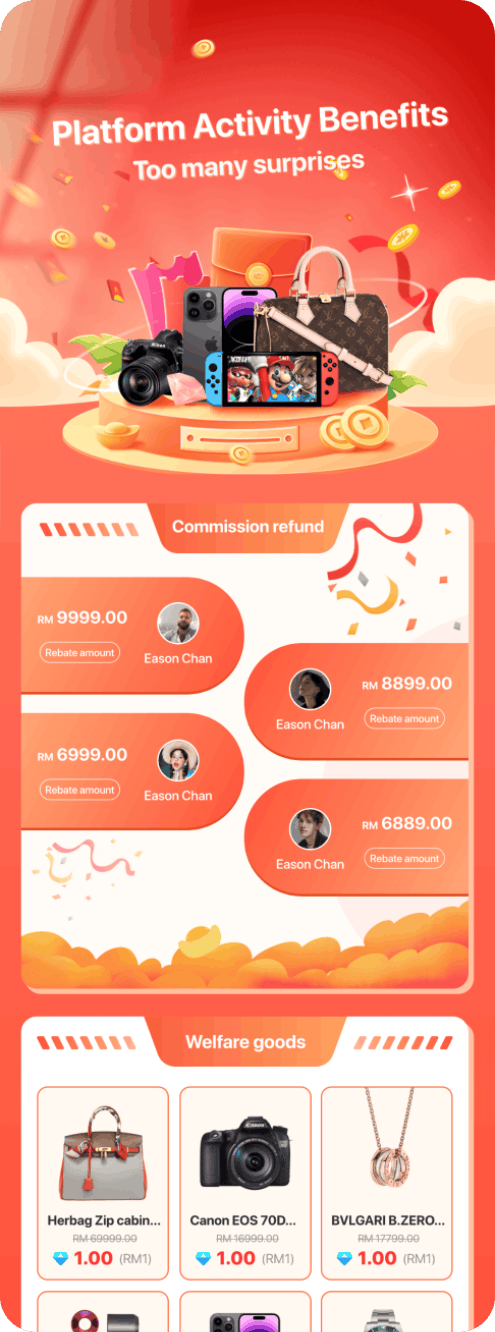 Platform Activity Benefits
Too many surprises
Commission refund
RM 9999.00
Rebate amount
Eason Chan
RM 8899.00
Rebate amount
Eason Chan
RM 6999.00
Rebate amount
Eason Chan
RM 6889.00
Rebate amount
Eason Chan
Welfare goods
Herbag Zip cabin...
RM 69999.00
1.00 (RM1)
Canon EOS 70D...
RM 16999.00
1.00 (RM1)
BVLGARI B.ZERO...
RM 17799.00
1.00 (RM1)